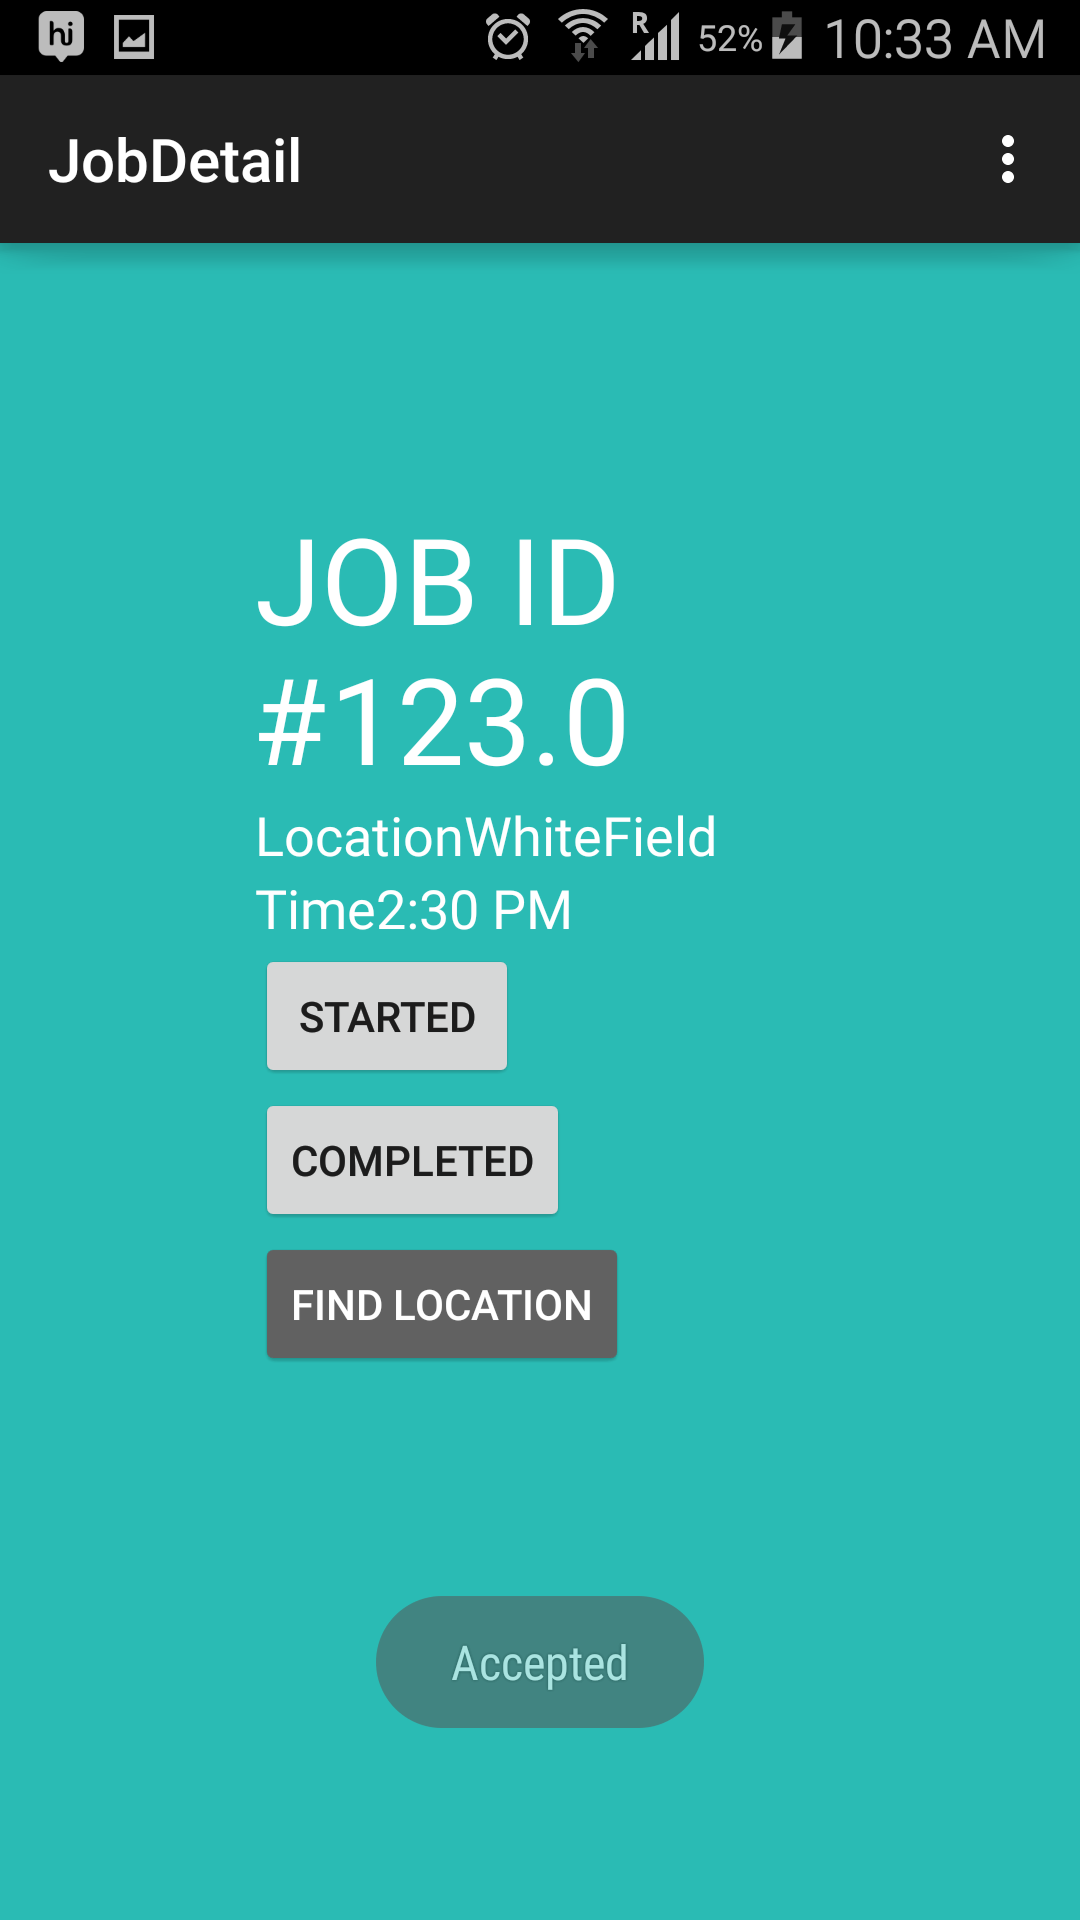 hi R 52% 10:33 AM
JobDetail
JOB ID
#123.0
LocationWhiteField
Time2:30 PM
STARTED
COMPLETED
FIND LOCATION
Accepted